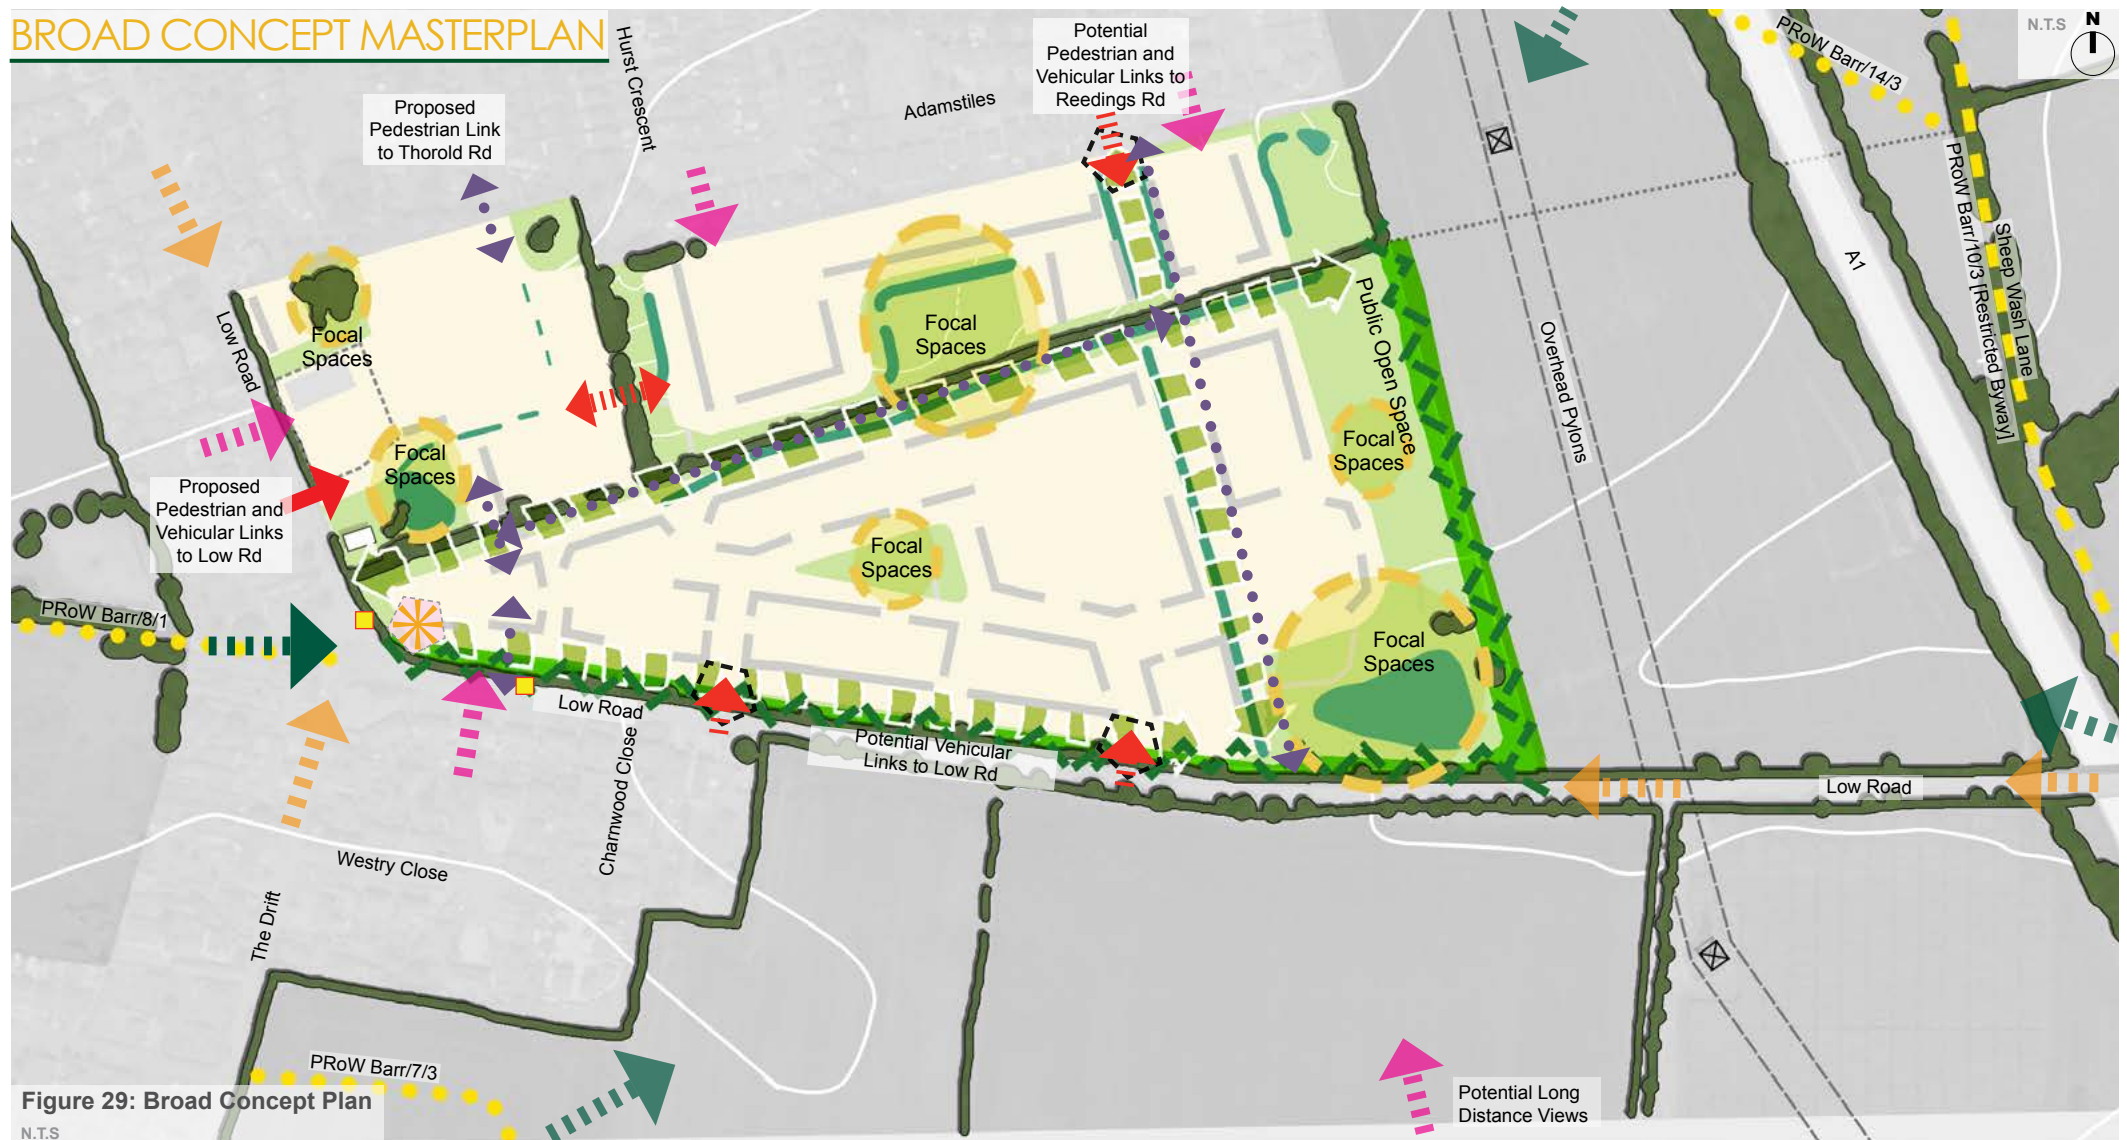 BROAD CONCEPT MASTERPLAN
Hurst Crescent
Adamstiles
Potential
Pedestrian and
Vehicular Links to
Reedings Rd
PRoW Barr/14/3
N.T.S
N
Proposed
Pedestrian Link
to Thorold Rd
PRoW Barr/10/3 [Restricted Byway]
Sheep Wash Lane
A1
Low Road
Focal
Spaces
Focal
Spaces
Public Open Space
Overhead Pylons
Focal
Spaces
Focal
Spaces
Proposed
Pedestrian and
Vehicular Links
to Low Rd
Focal
Spaces
PRoW Barr/8/1
Focal
Spaces
Low Road
Potential Vehicular
Links to Low Rd
Low Road
Charnwood Close
Westry Close
The Drift
PRoW Barr/7/3
Figure 29: Broad Concept Plan
N.T.S
Potential Long
Distance Views